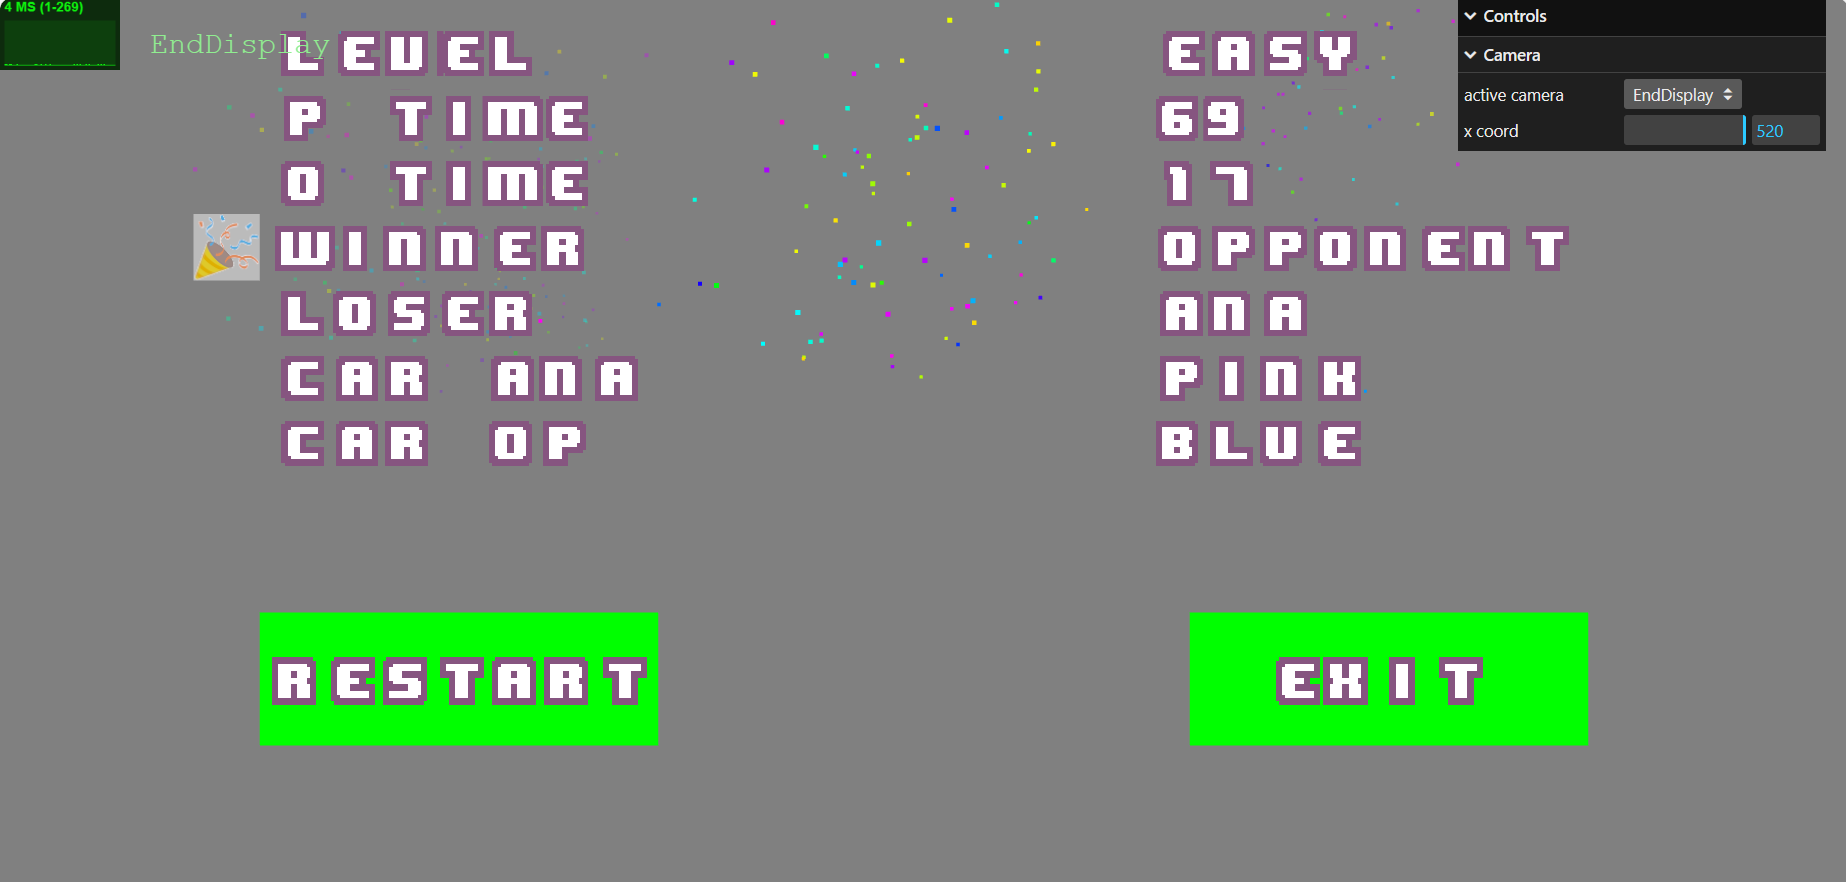 4 MS (1-269)
EndDisplay
LEVEL EASY
P TIME 69
O TIME 17
WINNER OPPONENT
LOSER ANA
CAR ANA PINK
CAR OP BLUE
RESTART EXIT
Controls
Camera
active camera EndDisplay
x coord 520